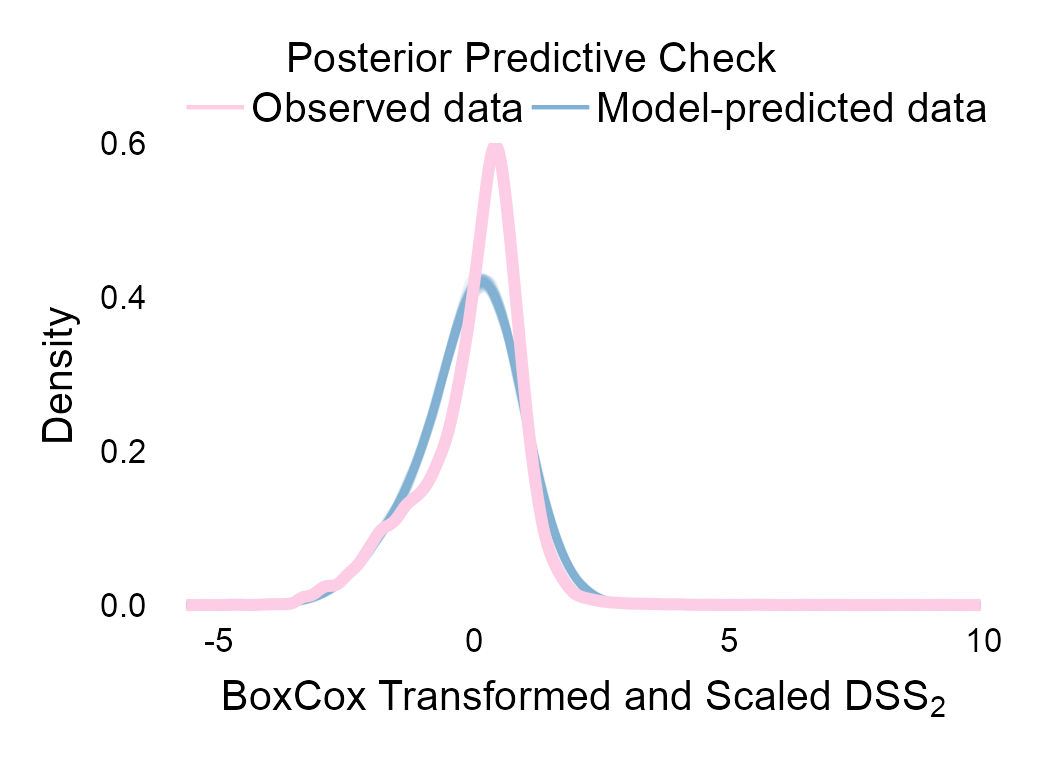 Posterior Predictive Check
Observed data Model-predicted data
0.6
0.4
0.2
0.0
Density
-5 0 5 10
BoxCox Transformed and Scaled DSS₂